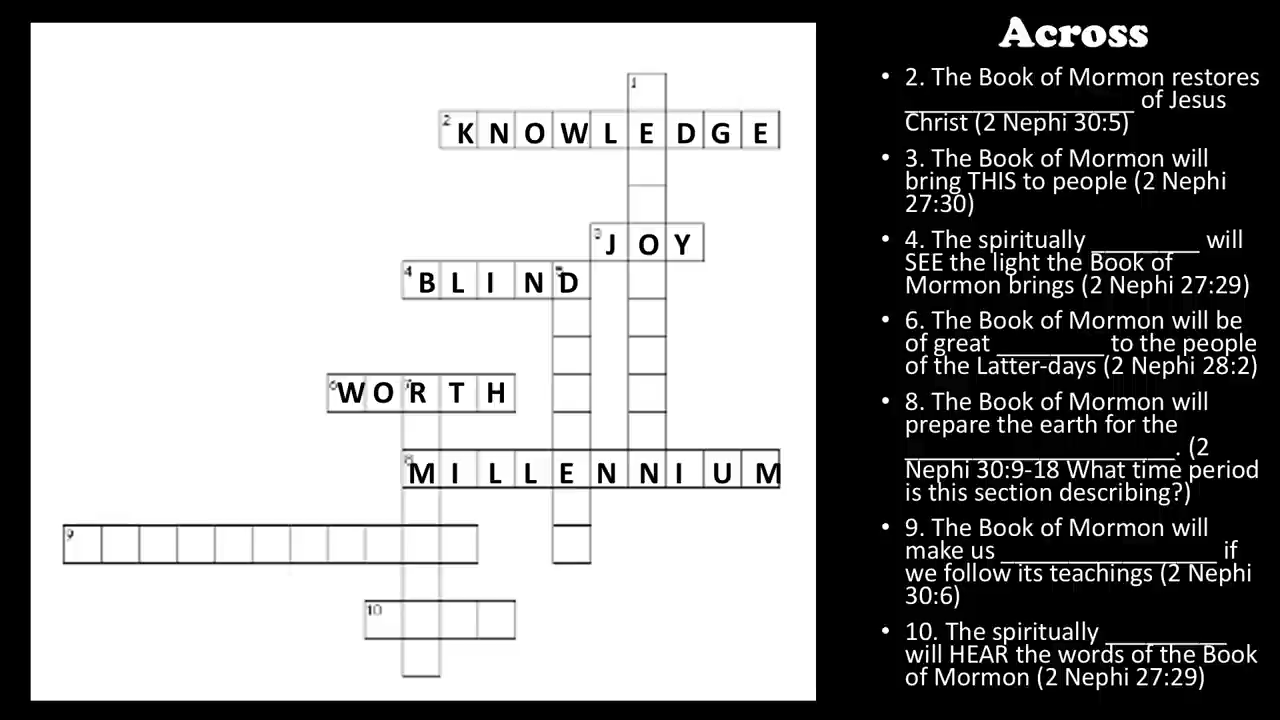 Across
• 2. The Book of Mormon restores
_________________ of Jesus
Christ (2 Nephi 30:5)
• 3. The Book of Mormon will
bring THIS to people (2 Nephi
27:30)
• 4. The spiritually ________ will
SEE the light the Book of
Mormon brings (2 Nephi 27:29)
• 6. The Book of Mormon will be
of great ________ to the people
of the Latter-days (2 Nephi 28:2)
• 8. The Book of Mormon will
prepare the earth for the
____________________. (2
Nephi 30:9-18 What time period
is this section describing?)
• 9. The Book of Mormon will
make us ________________ if
we follow its teachings (2 Nephi
30:6)
• 10. The spiritually _________
will HEAR the words of the Book
of Mormon (2 Nephi 27:29)
1
2 KNOWLEDGE
3 JOY
4 BLIND 5
6 WORTH 7
8 MILLENNIUM
9
10